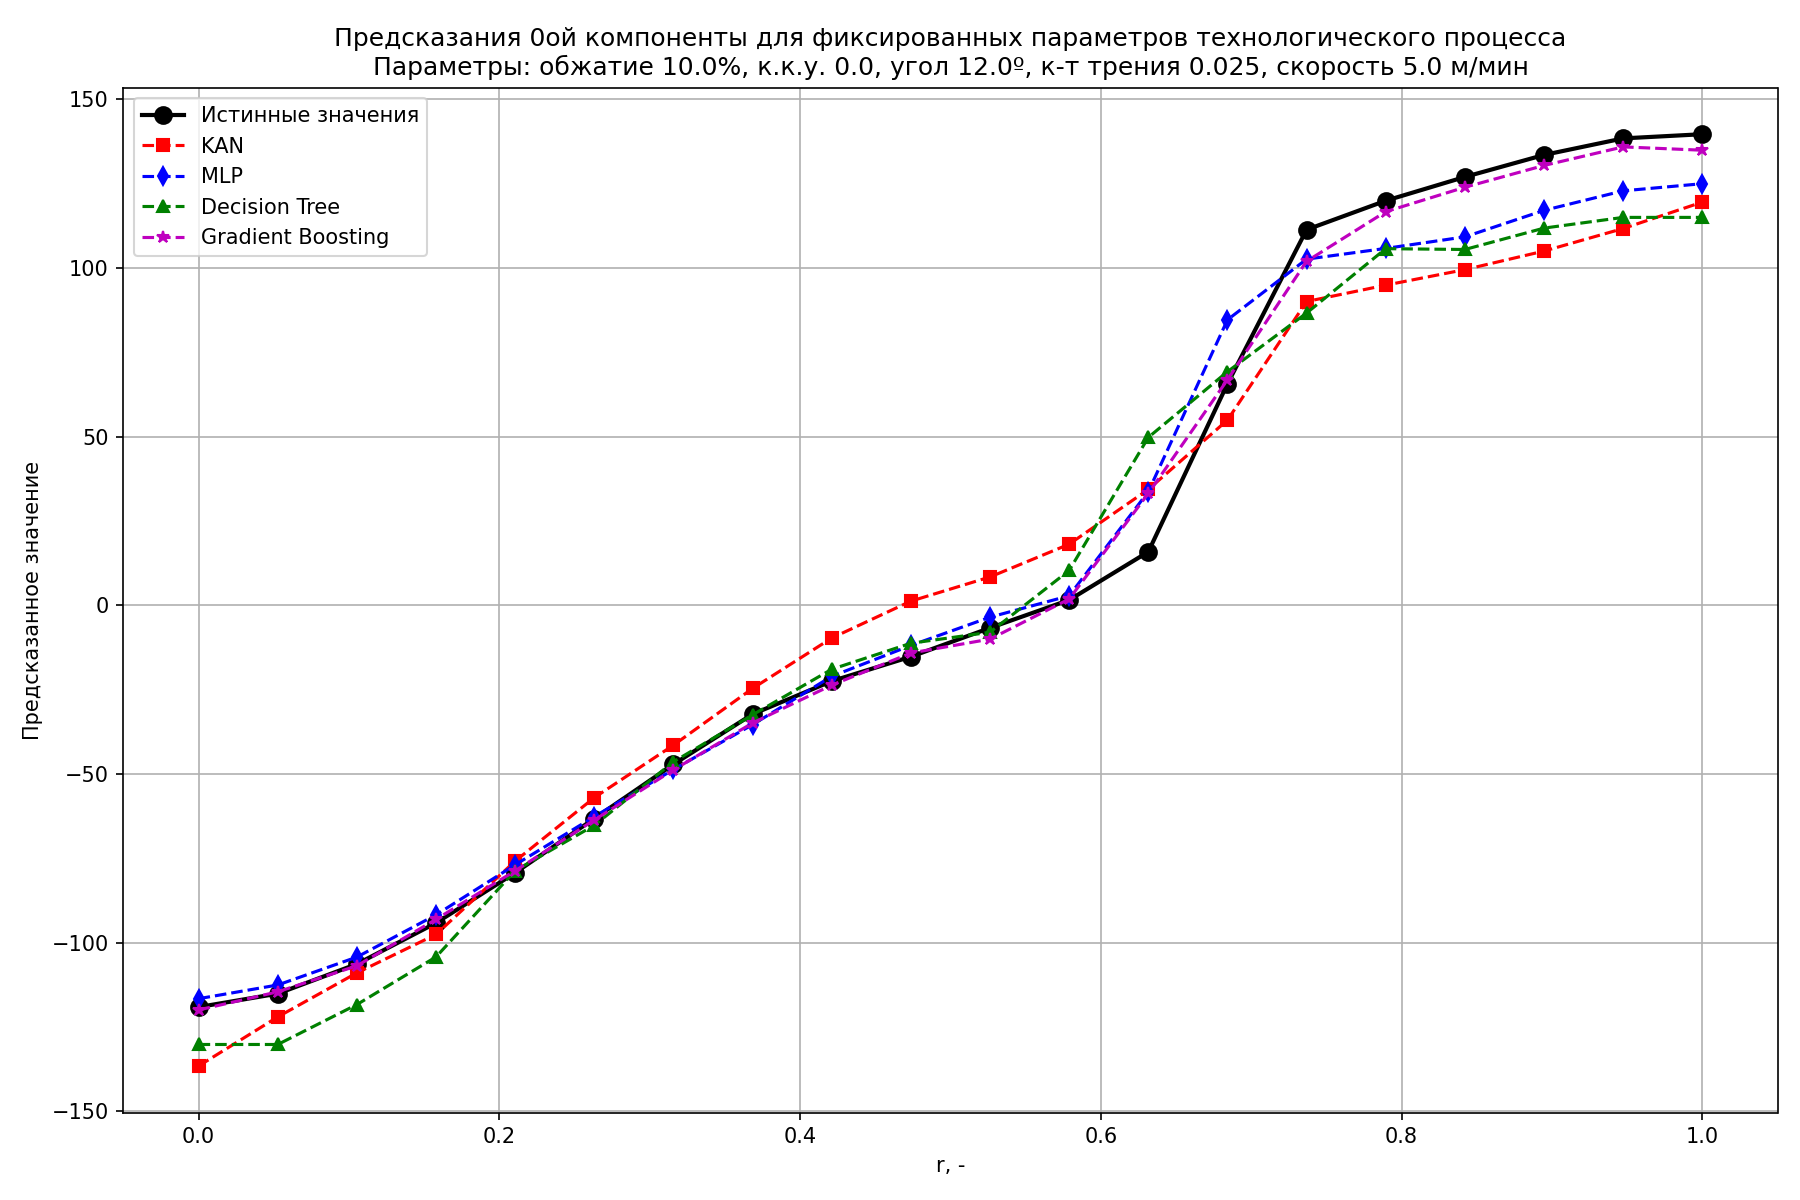 Предсказания 0ой компоненты для фиксированных параметров технологического процесса
Параметры: обжатие 10.0%, к.к.у. 0.0, угол 12.0º, к-т трения 0.025, скорость 5.0 м/мин
Истинные значения
KAN
MLP
Decision Tree
Gradient Boosting
Предсказанное значение
150
100
50
0
−50
−100
−150
0.0 0.2 0.4 0.6 0.8 1.0
r, -